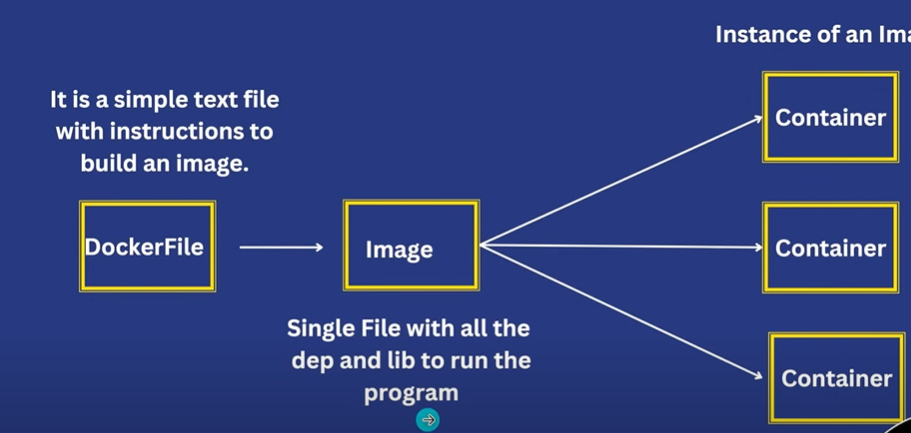 Instance of an
It is a simple text file
with instructions to
build an image.
DockerFile
Image
Single File with all the
dep and lib to run the
program
Container
Container
Container